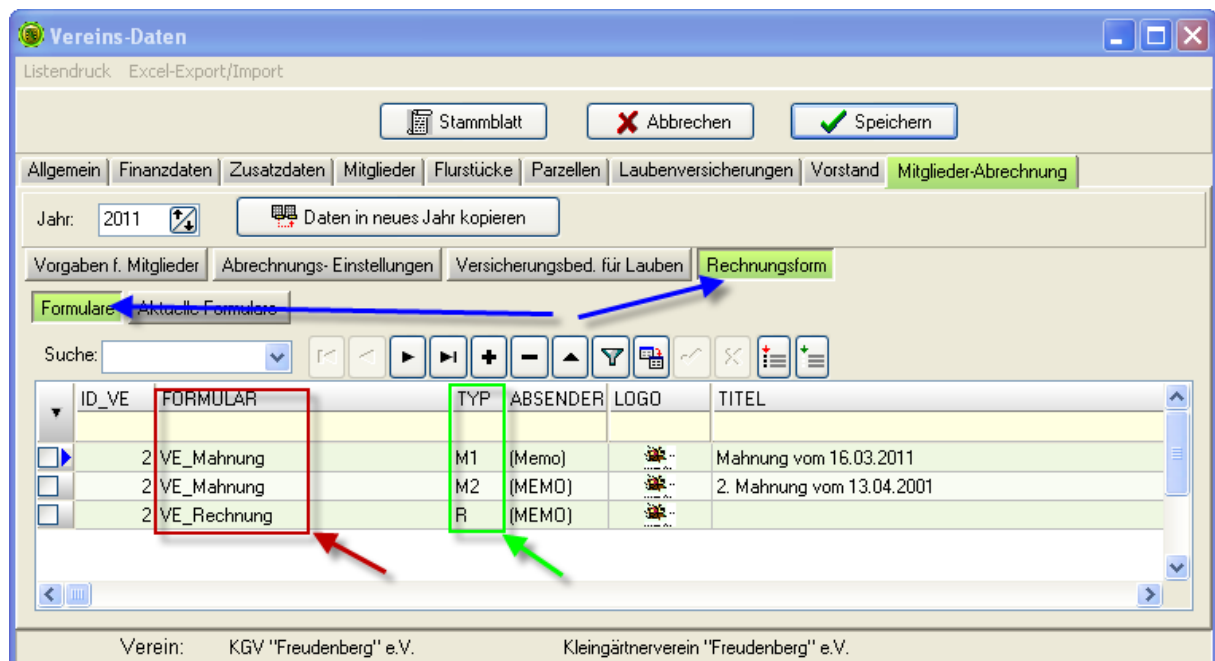 Vereins-Daten
Listendruck Excel-Export/Import
Stammblatt Abbrechen Speichern
Allgemein Finanzdaten Zusatzdaten Mitglieder Flurstücke Parzellen Laubenversicherungen Vorstand Mitglieder-Abrechnung
Jahr: 2011 Daten in neues Jahr kopieren
Vorgaben f. Mitglieder Abrechnungs- Einstellungen Versicherungsbed. für Lauben Rechnungsform
Formulare Aktuelle Formulare
Suche:
ID_VE FORMULAR TYP ABSENDER LOGO TITEL
2 VE_Mahnung M1 (Memo) Mahnung vom 16.03.2011
2 VE_Mahnung M2 (MEMO) 2. Mahnung vom 13.04.2001
2 VE_Rechnung R (MEMO)
Verein: KGV "Freudenberg" e.V. Kleingärtnerverein "Freudenberg" e.V.